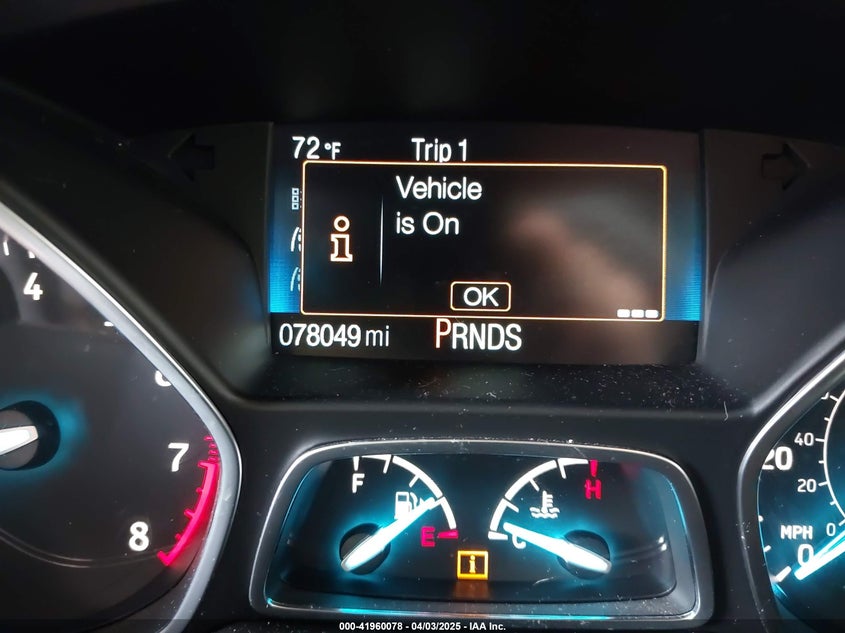 72°F Trip 1
Vehicle
is On
i
OK
078049 mi PRNDS
4
7
8
F
E
H
C
i
40
20
20
MPH 0
0
000-41960078 - 04/03/2025 - IAA Inc.